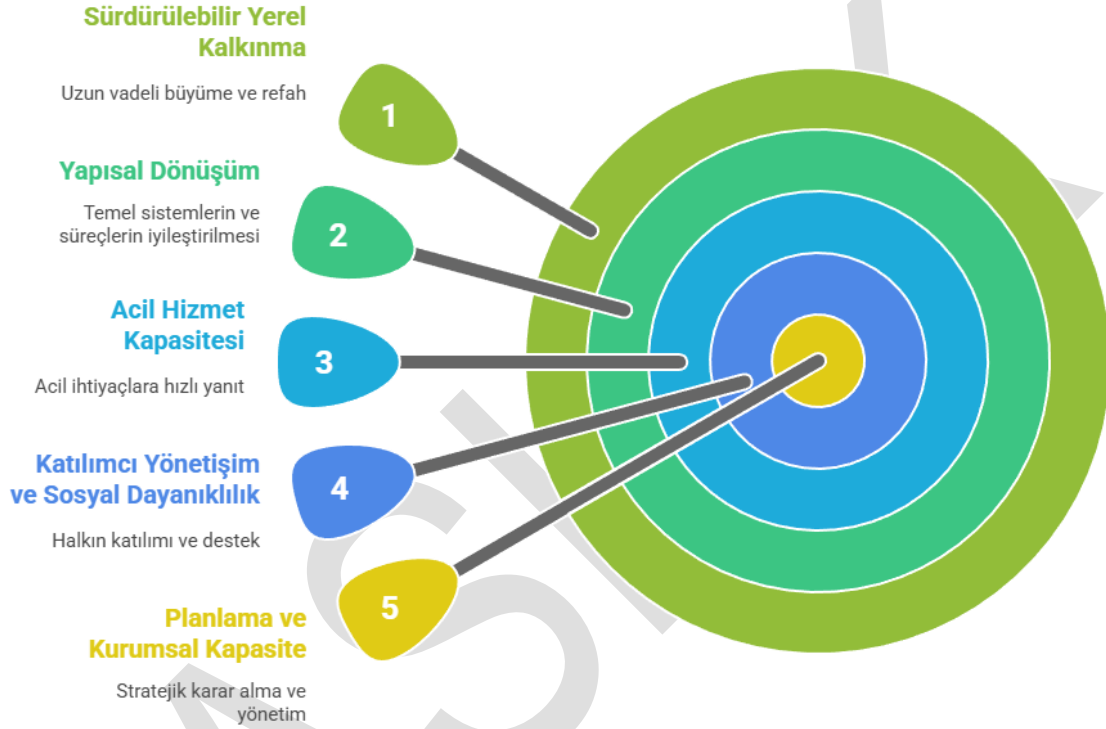 Sürdürülebilir Yerel
Kalkınma
Uzun vadeli büyüme ve refah
1
Yapısal Dönüşüm
Temel sistemlerin ve
süreçlerin iyileştirilmesi
2
Acil Hizmet
Kapasitesi
Acil ihtiyaçlara hızlı yanıt
3
Katılımcı Yönetişim
ve Sosyal Dayanıklılık
Halkın katılımı ve destek
4
Planlama ve
Kurumsal Kapasite
Stratejik karar alma ve
yönetim
5